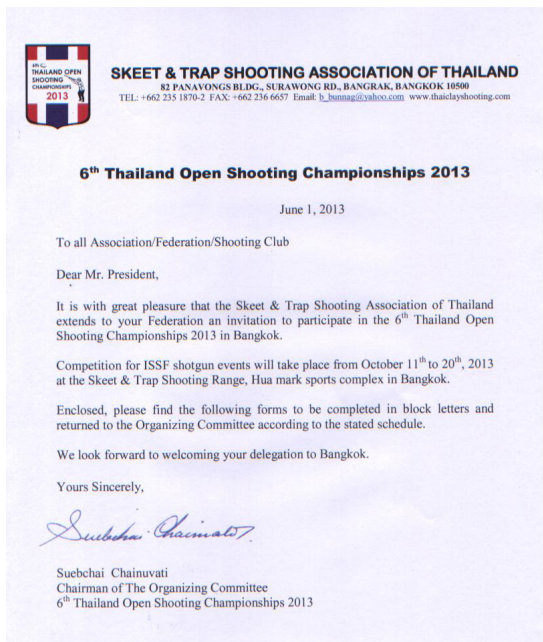 THAILAND OPEN
SHOOTING
CHAMPIONSHIPS
2013
SKEET & TRAP SHOOTING ASSOCIATION OF THAILAND
82 PANAVONGS BLDG., SURAWONG RD., BANGRAK, BANGKOK 10500
TEL: +662 235 1870-2 FAX: +662 236 6657 Email: b_bunnag@yahoo.com www.thaiclayshooting.com
6th Thailand Open Shooting Championships 2013
June 1, 2013
To all Association/Federation/Shooting Club
Dear Mr. President,
It is with great pleasure that the Skeet & Trap Shooting Association of Thailand
extends to your Federation an invitation to participate in the 6th Thailand Open
Shooting Championships 2013 in Bangkok.
Competition for ISSF shotgun events will take place from October 11th to 20th, 2013
at the Skeet & Trap Shooting Range, Hua mark sports complex in Bangkok.
Enclosed, please find the following forms to be completed in block letters and
returned to the Organizing Committee according to the stated schedule.
We look forward to welcoming your delegation to Bangkok.
Yours Sincerely,
Suebchai Chainuvati
Chairman of The Organizing Committee
6th Thailand Open Shooting Championships 2013